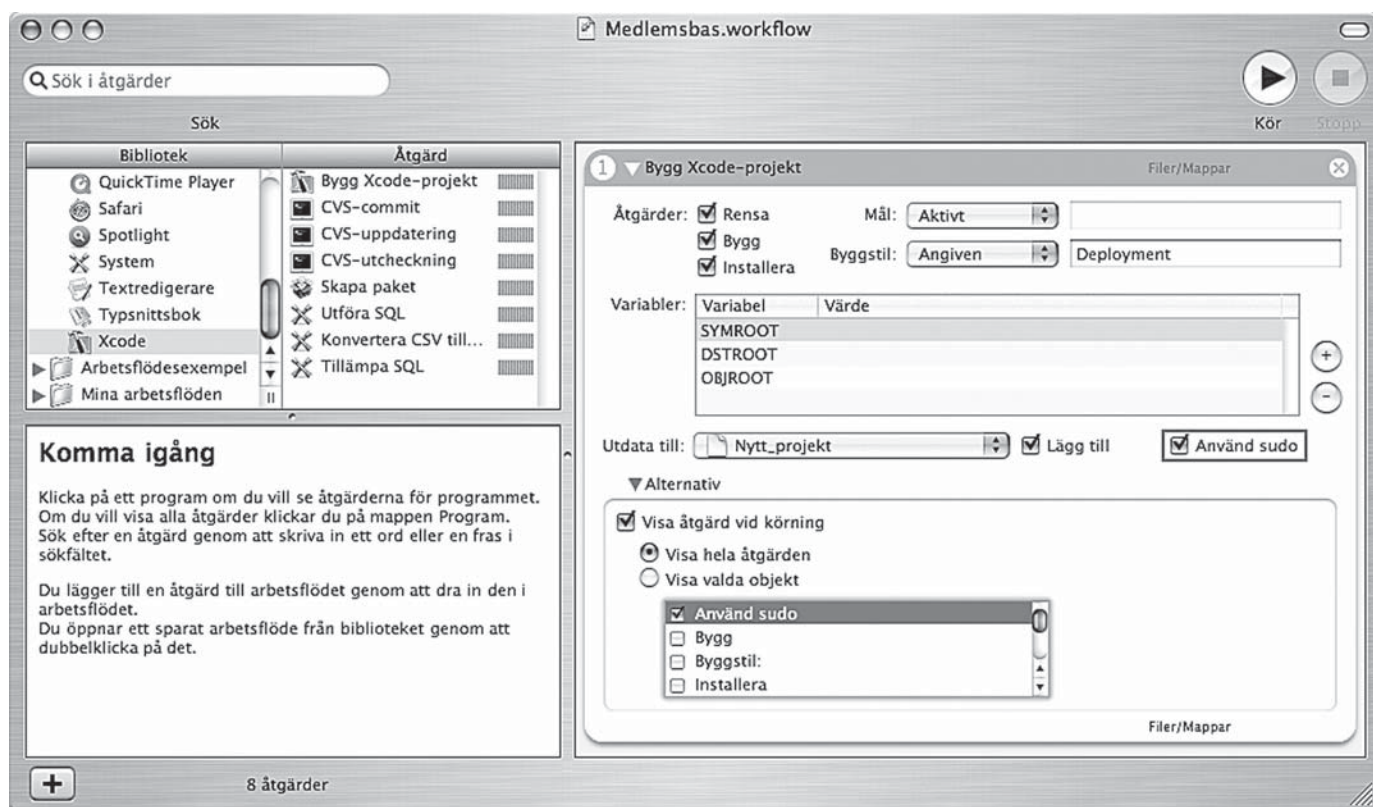 Medlemsbas.workflow
Sök i åtgärder
Sök
Kör
Stopp
Bibliotek
QuickTime Player
Safari
Spotlight
System
Textredigerare
Typsnittsbok
Xcode
Arbetsflödesexempel
Mina arbetsflöden
Åtgärd
Bygg Xcode-projekt
CVS-commit
CVS-uppdatering
CVS-utcheckning
Skapa paket
Utföra SQL
Konvertera CSV till...
Tillämpa SQL
Komma igång
Klicka på ett program om du vill se åtgärderna för programmet.
Om du vill visa alla åtgärder klickar du på mappen Program.
Sök efter en åtgärd genom att skriva in ett ord eller en fras i
sökfältet.
Du lägger till en åtgärd till arbetsflödet genom att dra in den i
arbetsflödet.
Du öppnar ett sparat arbetsflöde från biblioteket genom att
dubbelklicka på det.
8 åtgärder
1 Bygg Xcode-projekt Filer/Mappar
Åtgärder: Rensa Mål: Aktivt
Bygg
Installera Byggstil: Angiven Deployment
Variabler: Variabel Värde
SYMROOT
DSTROOT
OBJROOT
Utdata till: Nytt_projekt Lägg till Använd sudo
Alternativ
Visa åtgärd vid körning
Visa hela åtgärden
Visa valda objekt
Använd sudo
Bygg
Byggstil:
Installera
Filer/Mappar